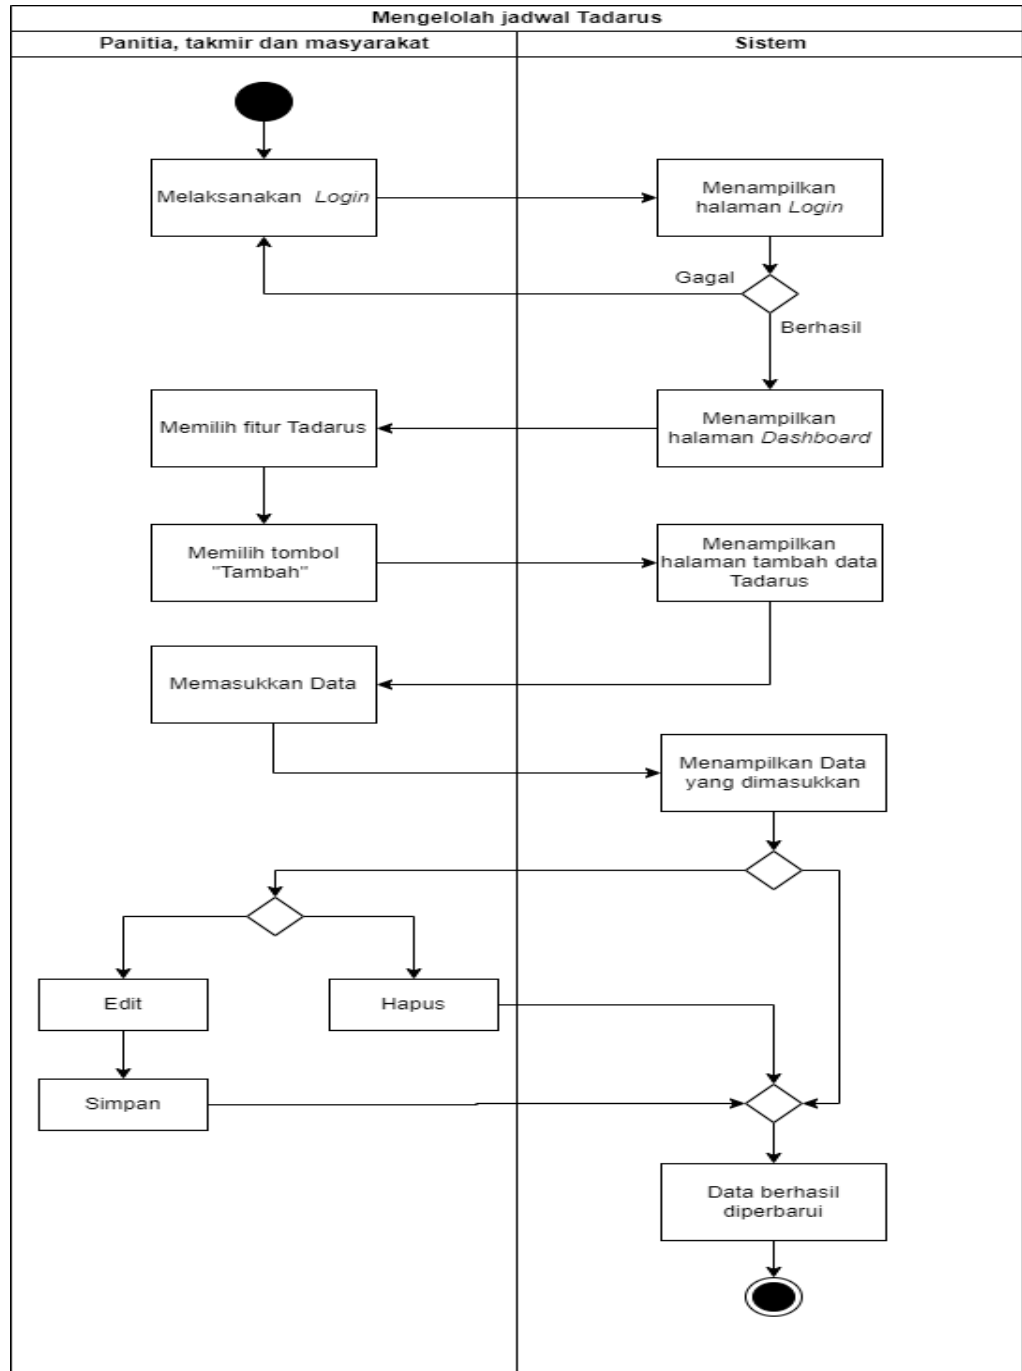 Mengelolah jadwal Tadarus
Panitia, takmir dan masyarakat
Sistem
Melaksanakan Login
Menampilkan
halaman Login
Gagal
Berhasil
Memilih fitur Tadarus
Menampilkan
halaman Dashboard
Memilih tombol
"Tambah"
Menampilkan
halaman tambah data
Tadarus
Memasukkan Data
Menampilkan Data
yang dimasukkan
Edit
Hapus
Simpan
Data berhasil
diperbarui